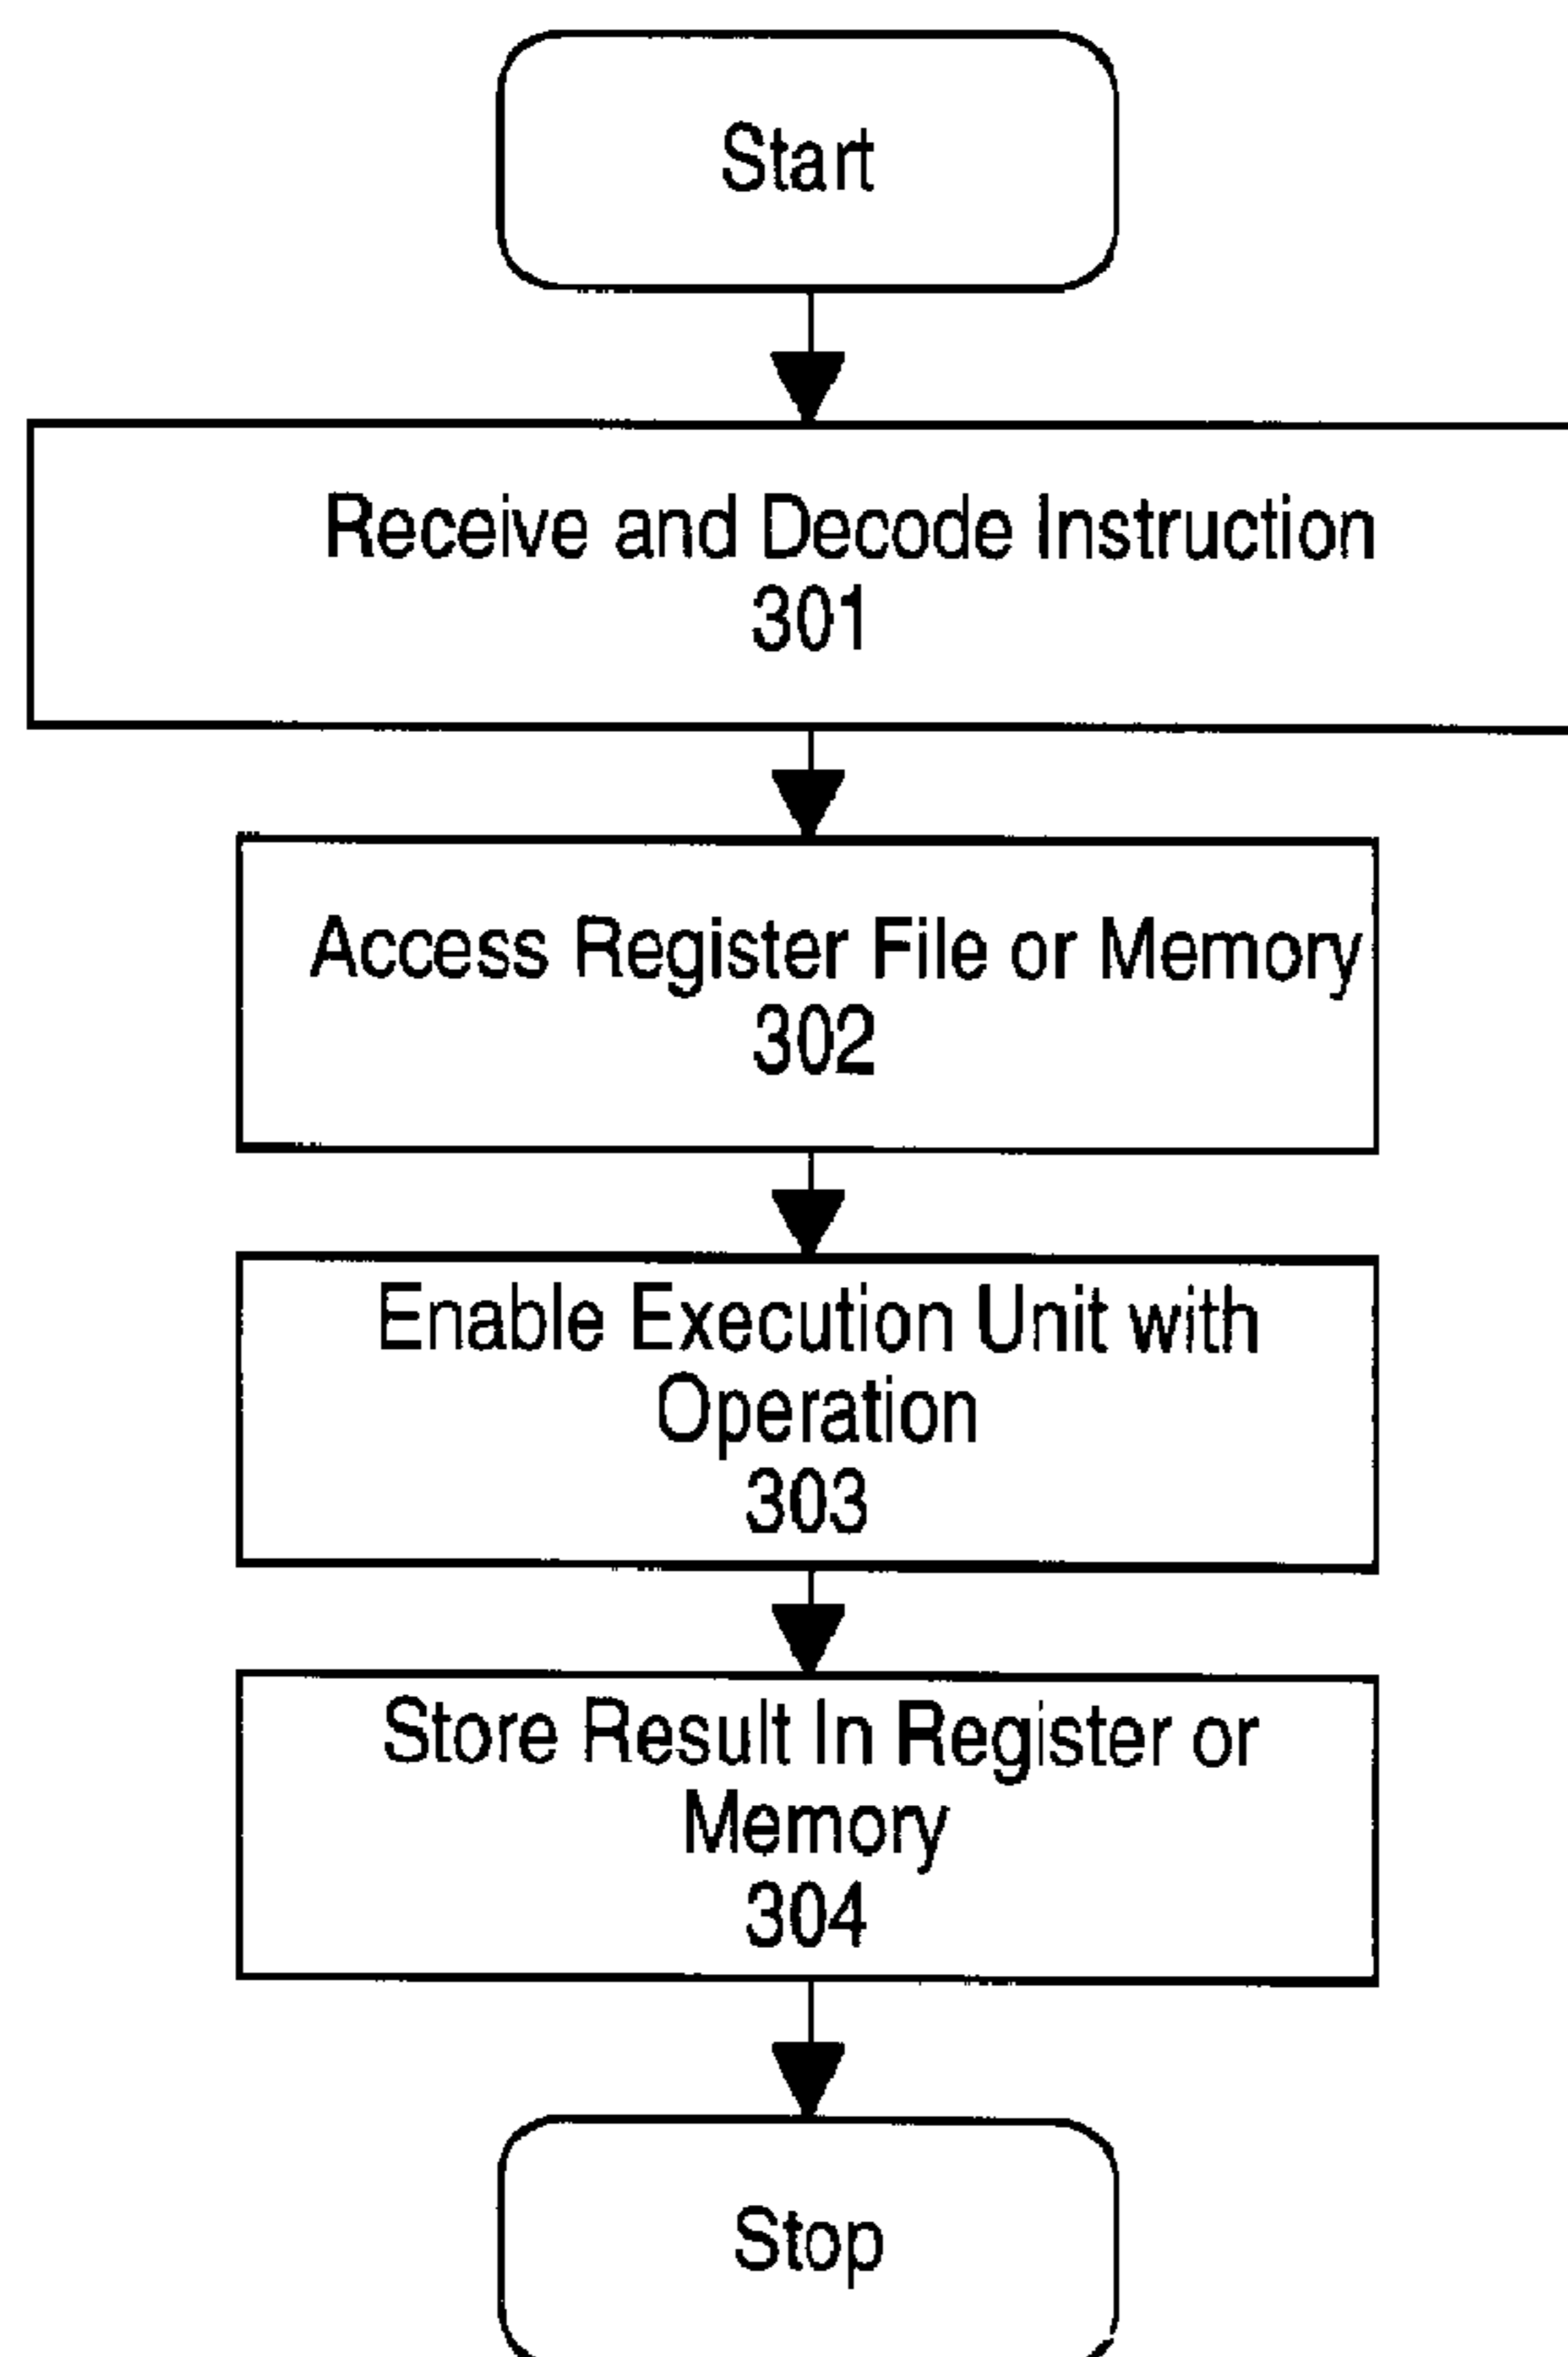 Start
Receive and Decode Instruction
301
Access Register File or Memory
302
Enable Execution Unit with
Operation
303
Store Result In Register or
Memory
304
Stop